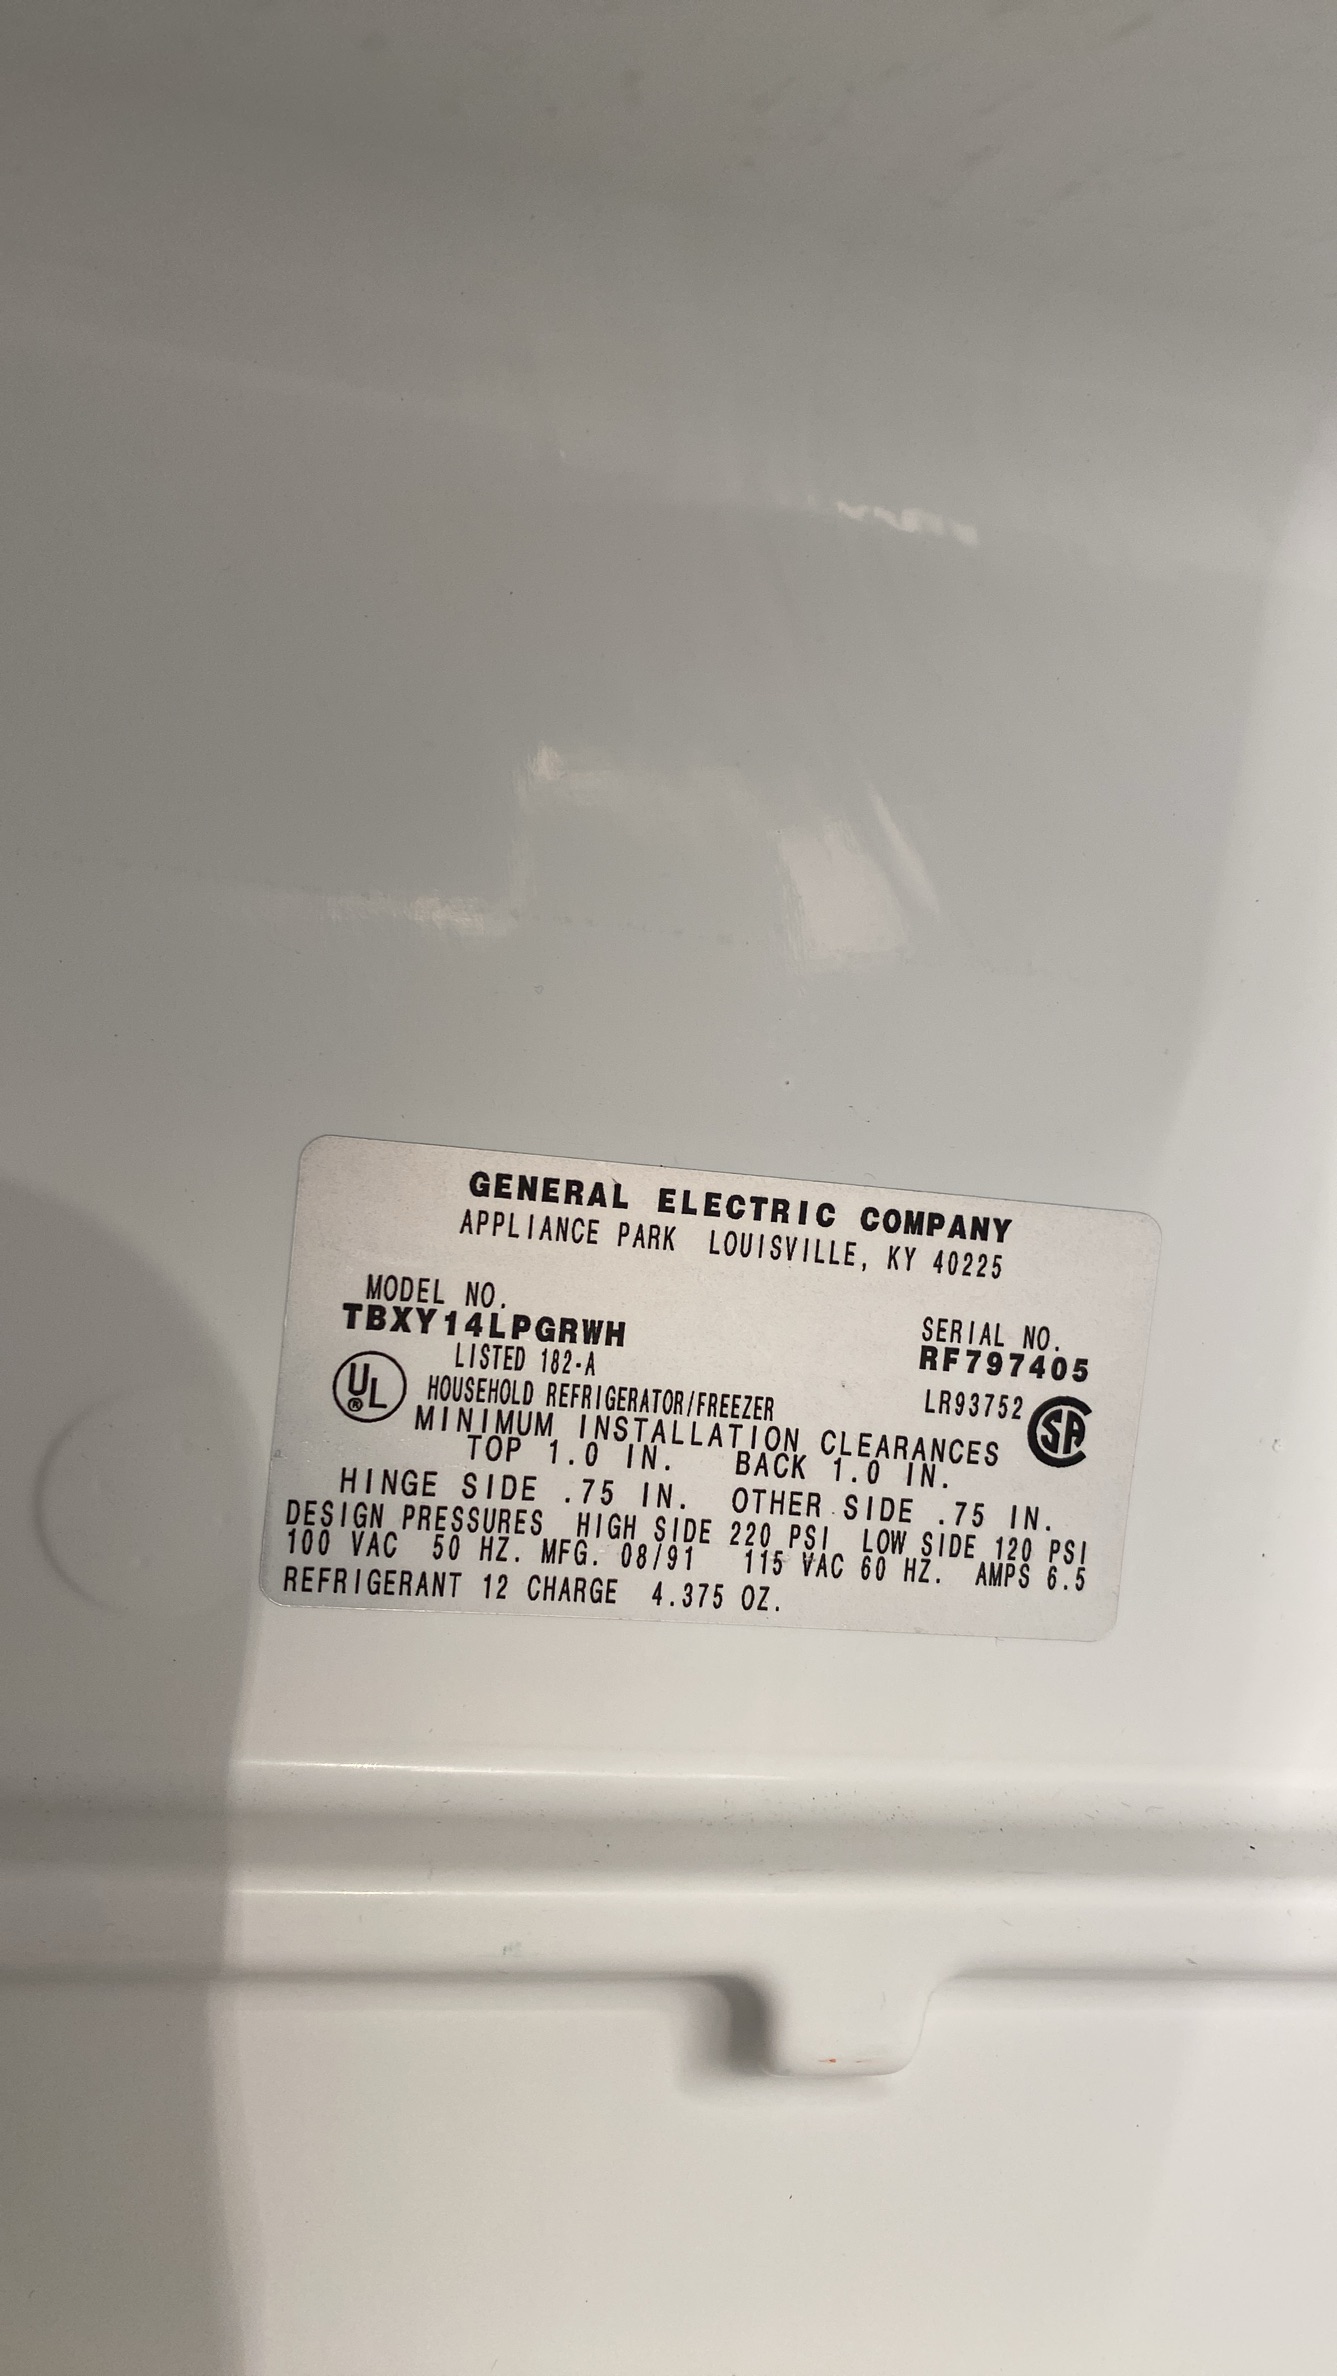 GENERAL ELECTRIC COMPANY
APPLIANCE PARK LOUISVILLE, KY 40225
MODEL NO.
TBXY14LPGRWH
SERIAL NO.
RF797405
LISTED 182-A
UL®
HOUSEHOLD REFRIGERATOR/FREEZER
LR93752
SA
MINIMUM INSTALLATION CLEARANCES
TOP 1.0 IN. BACK 1.0 IN.
HINGE SIDE .75 IN. OTHER SIDE .75 IN.
DESIGN PRESSURES HIGH SIDE 220 PSI LOW SIDE 120 PSI
100 VAC 50 HZ. MFG. 08/91 115 VAC 60 HZ. AMPS 6.5
REFRIGERANT 12 CHARGE 4.375 OZ.